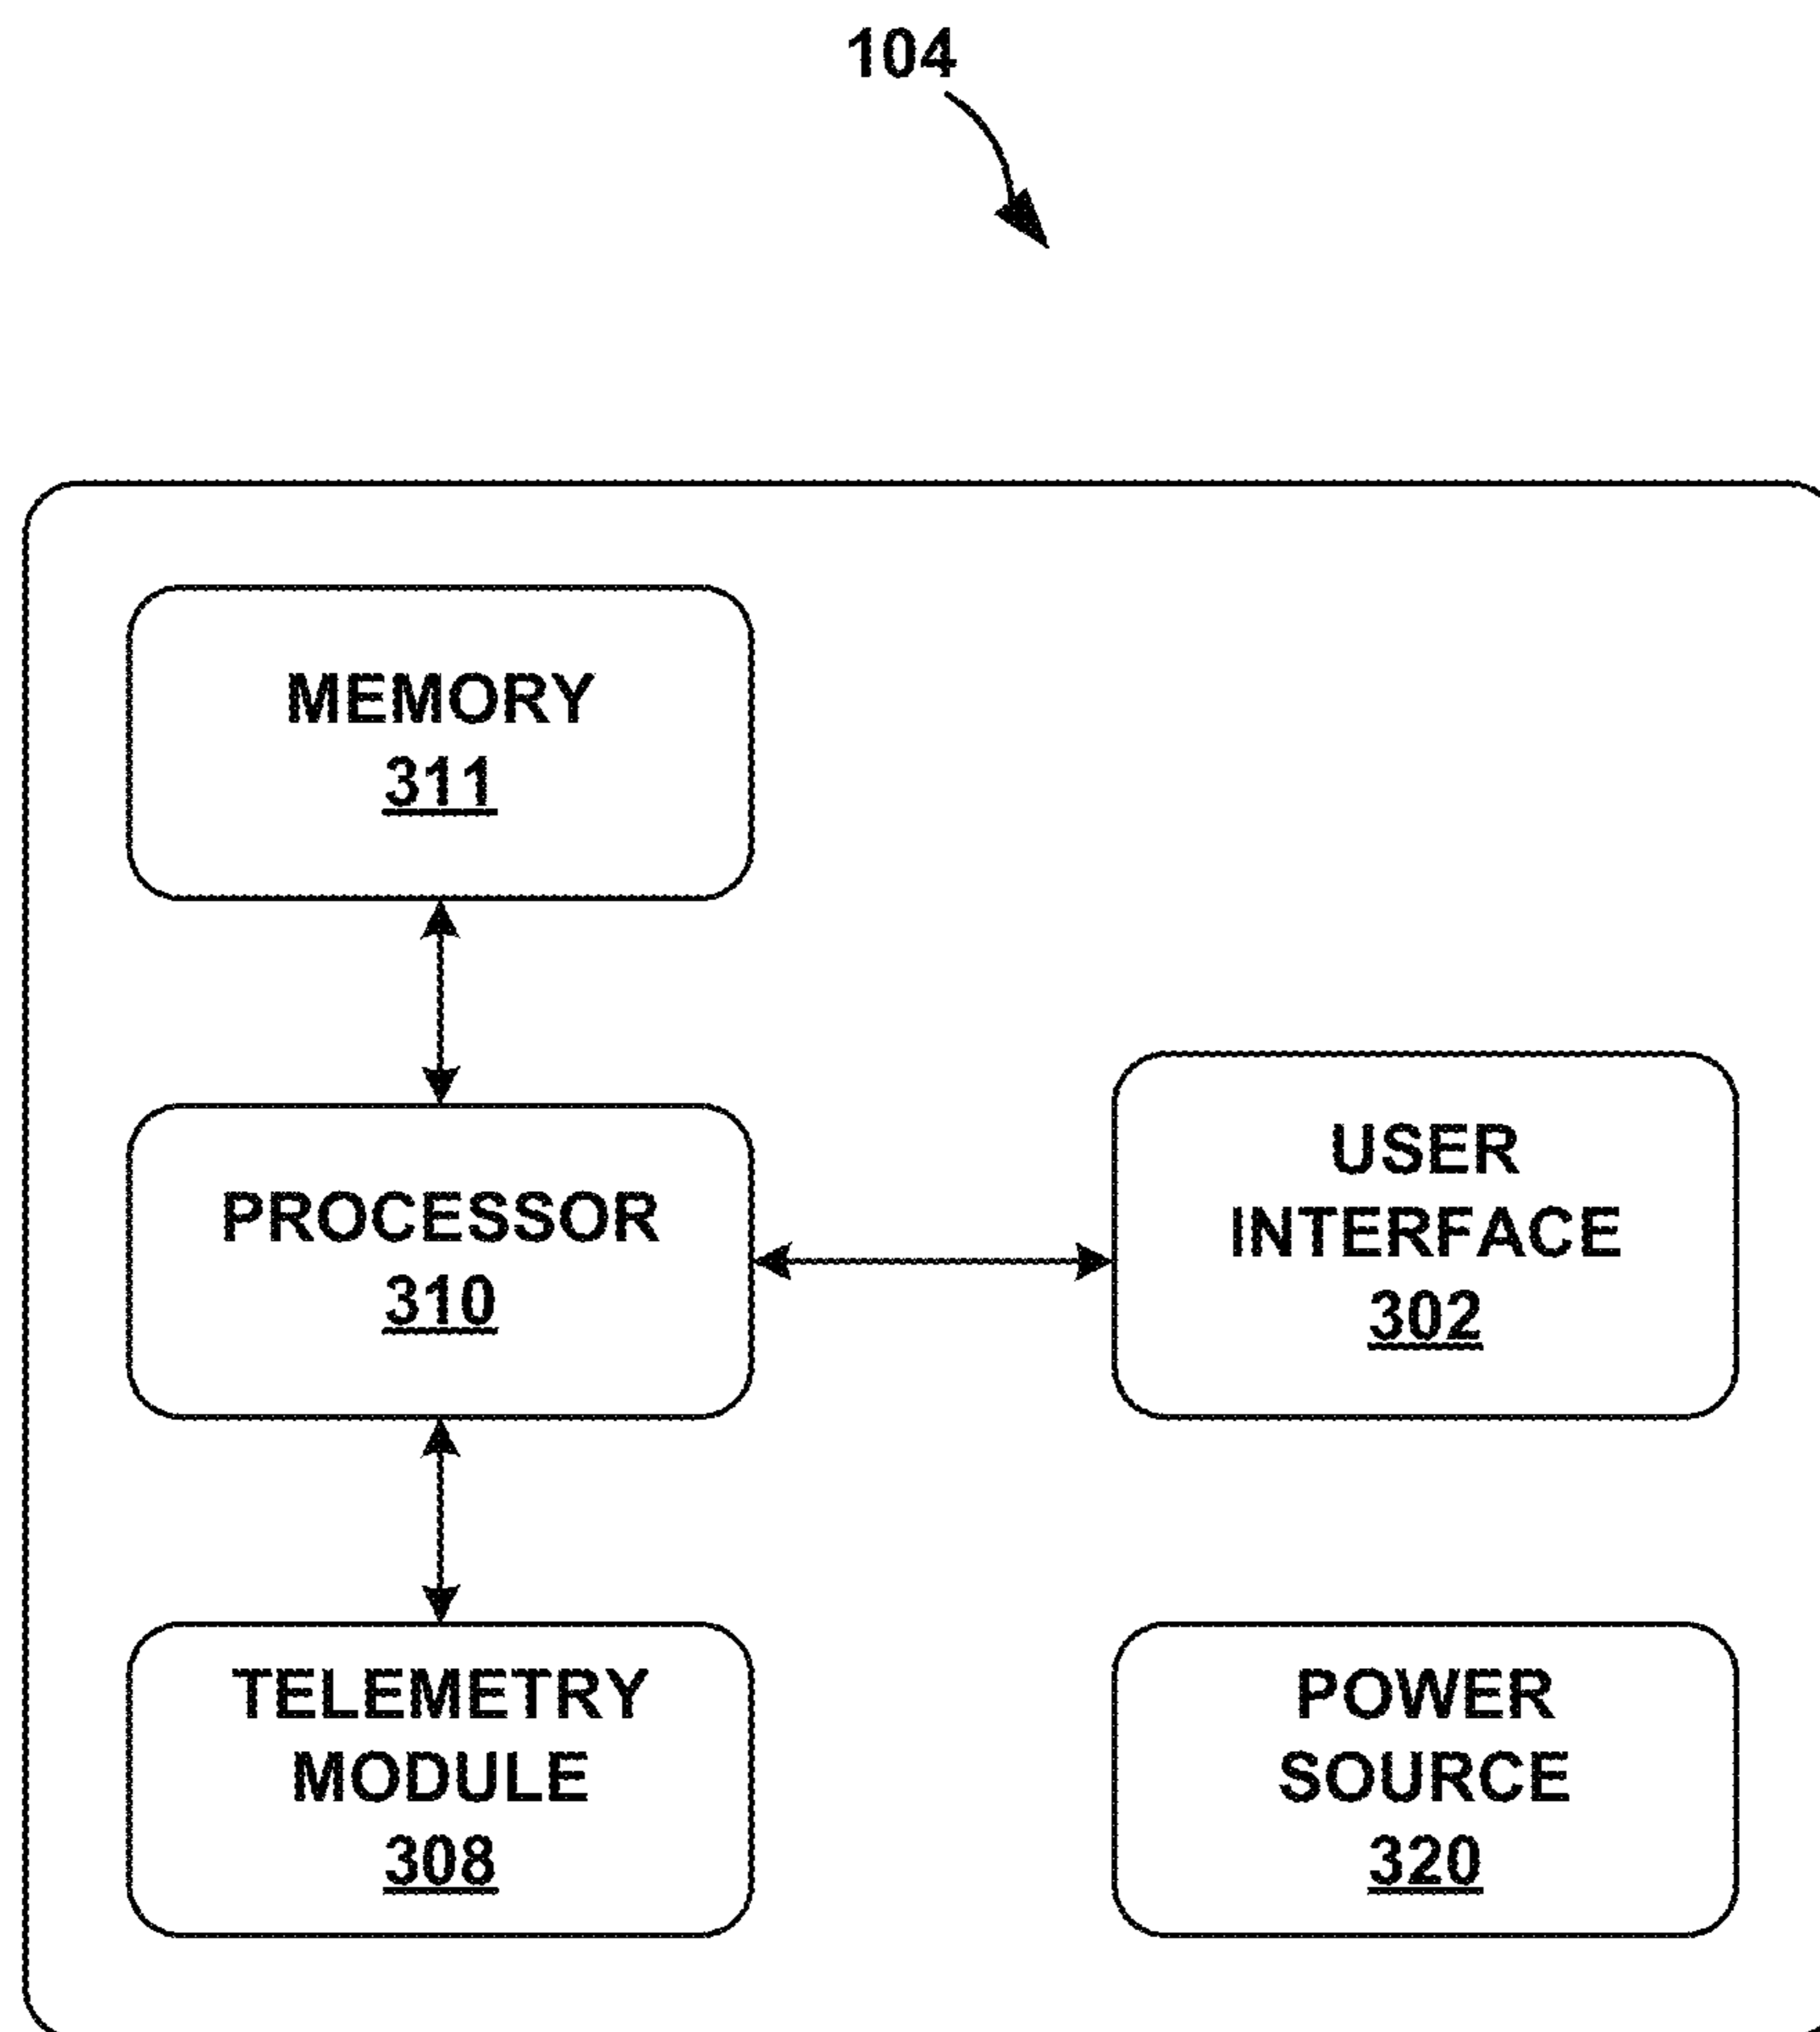 104
MEMORY
311
PROCESSOR
310
USER
INTERFACE
302
TELEMETRY
MODULE
308
POWER
SOURCE
320